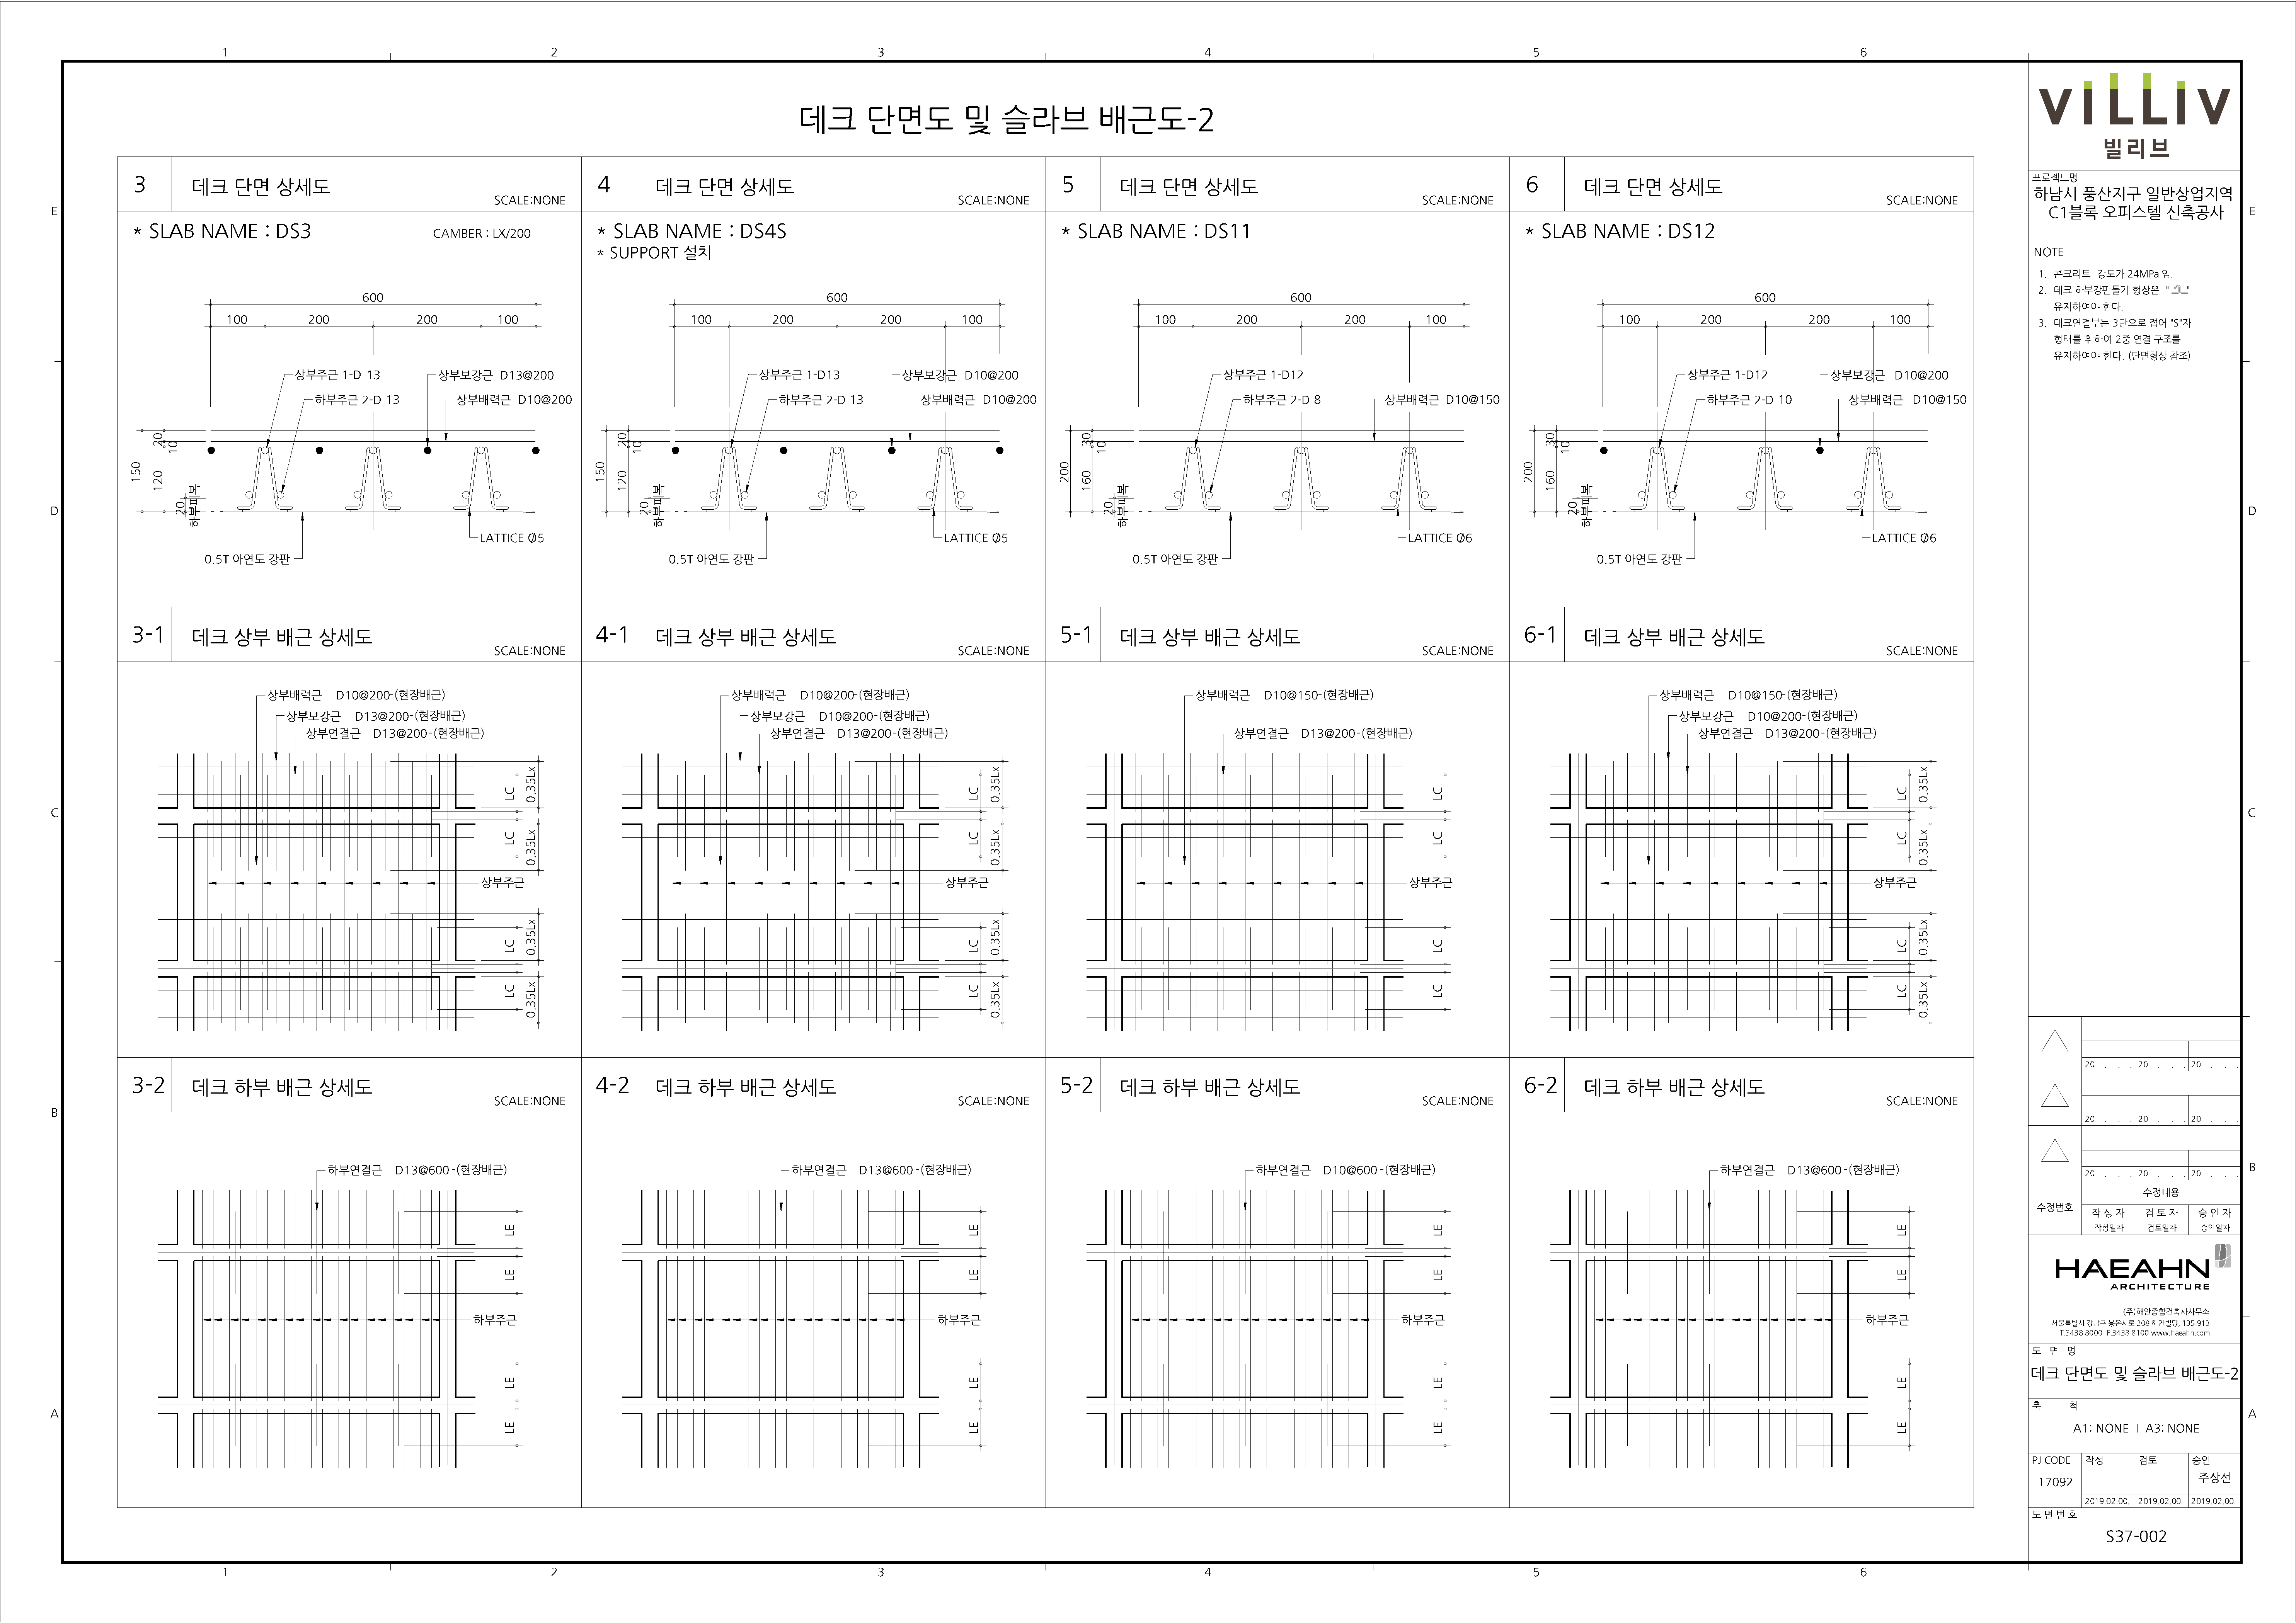 데크 단면도 및 슬라브 배근도-2
3 데크 단면 상세도 SCALE:NONE
* SLAB NAME : DS3 CAMBER : LX/200
600
100 200 200 100
상부주근 1-D 13 상부보강근 D13@200
하부주근 2-D 13 상부배력근 D10@200
150 20 10 120 20 하부피복
LATTICE Ø5
0.5T 아연도 강판
4 데크 단면 상세도 SCALE:NONE
* SLAB NAME : DS4S
* SUPPORT 설치
600
100 200 200 100
상부주근 1-D13 상부보강근 D10@200
하부주근 2-D 13 상부배력근 D10@200
150 20 10 120 20 하부피복
LATTICE Ø5
0.5T 아연도 강판
5 데크 단면 상세도 SCALE:NONE
* SLAB NAME : DS11
600
100 200 200 100
상부주근 1-D12
하부주근 2-D 8 상부배력근 D10@150
200 30 10 160 20 하부피복
LATTICE Ø6
0.5T 아연도 강판
6 데크 단면 상세도 SCALE:NONE
* SLAB NAME : DS12
600
100 200 200 100
상부주근 1-D12 상부보강근 D10@200
하부주근 2-D 10 상부배력근 D10@150
200 30 10 160 20 하부피복
LATTICE Ø6
0.5T 아연도 강판
3-1 데크 상부 배근 상세도 SCALE:NONE
상부배력근 D10@200-(현장배근)
상부보강근 D13@200-(현장배근)
상부연결근 D13@200-(현장배근)
LC 0.35Lx
LC 0.35Lx
상부주근
LC 0.35Lx
LC 0.35Lx
4-1 데크 상부 배근 상세도 SCALE:NONE
상부배력근 D10@200-(현장배근)
상부보강근 D10@200-(현장배근)
상부연결근 D13@200-(현장배근)
LC 0.35Lx
LC 0.35Lx
상부주근
LC 0.35Lx
LC 0.35Lx
5-1 데크 상부 배근 상세도 SCALE:NONE
상부배력근 D10@150-(현장배근)
상부연결근 D13@200-(현장배근)
LC
LC
상부주근
LC
LC
6-1 데크 상부 배근 상세도 SCALE:NONE
상부배력근 D10@150-(현장배근)
상부보강근 D10@200-(현장배근)
상부연결근 D13@200-(현장배근)
LC 0.35Lx
LC 0.35Lx
상부주근
LC 0.35Lx
LC 0.35Lx
3-2 데크 하부 배근 상세도 SCALE:NONE
하부연결근 D13@600-(현장배근)
LE
LE
하부주근
LE
LE
4-2 데크 하부 배근 상세도 SCALE:NONE
하부연결근 D13@600-(현장배근)
LE
LE
하부주근
LE
LE
5-2 데크 하부 배근 상세도 SCALE:NONE
하부연결근 D10@600-(현장배근)
LE
LE
하부주근
LE
LE
6-2 데크 하부 배근 상세도 SCALE:NONE
하부연결근 D13@600-(현장배근)
LE
LE
하부주근
LE
LE
1 2 3 4 5 6
E D C B A
E D C B A
1 2 3 4 5 6
VILLIV
빌리브
프로젝트명
하남시 풍산지구 일반상업지역
C1블록 오피스텔 신축공사
NOTE
1. 콘크리트 강도가 24MPa 임.
2. 데크 하부강판돌기 형상은 " "
유지하여야 한다.
3. 데크연결부는 3단으로 접어 "S"자
형태를 취하여 2중 연결 구조를
유지하여야 한다. (단면형상 참조)
20 . . . 20 . . . 20 . . .
20 . . . 20 . . . 20 . . .
20 . . . 20 . . . 20 . . .
수정번호 수정내용
작 성 자 검 토 자 승 인 자
작성일자 검토일자 승인일자
HAEAHN
ARCHITECTURE
(주)해안종합건축사사무소
서울특별시 강남구 봉은사로 208 해안빌딩, 135-913
T.3438 8000 F.3438 8100 www.haeahn.com
도 면 명
데크 단면도 및 슬라브 배근도-2
축 척
A1: NONE I A3: NONE
PJ CODE 작성 검토 승인
17092 주상선
2019.02.00. 2019.02.00. 2019.02.00.
도 면 번 호
S37-002